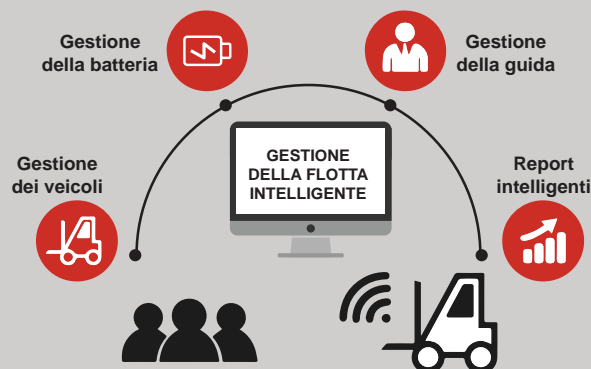 Gestione
della batteria
Gestione
della guida
Gestione
dei veicoli
GESTIONE
DELLA FLOTTA
INTELLIGENTE
Report
intelligenti